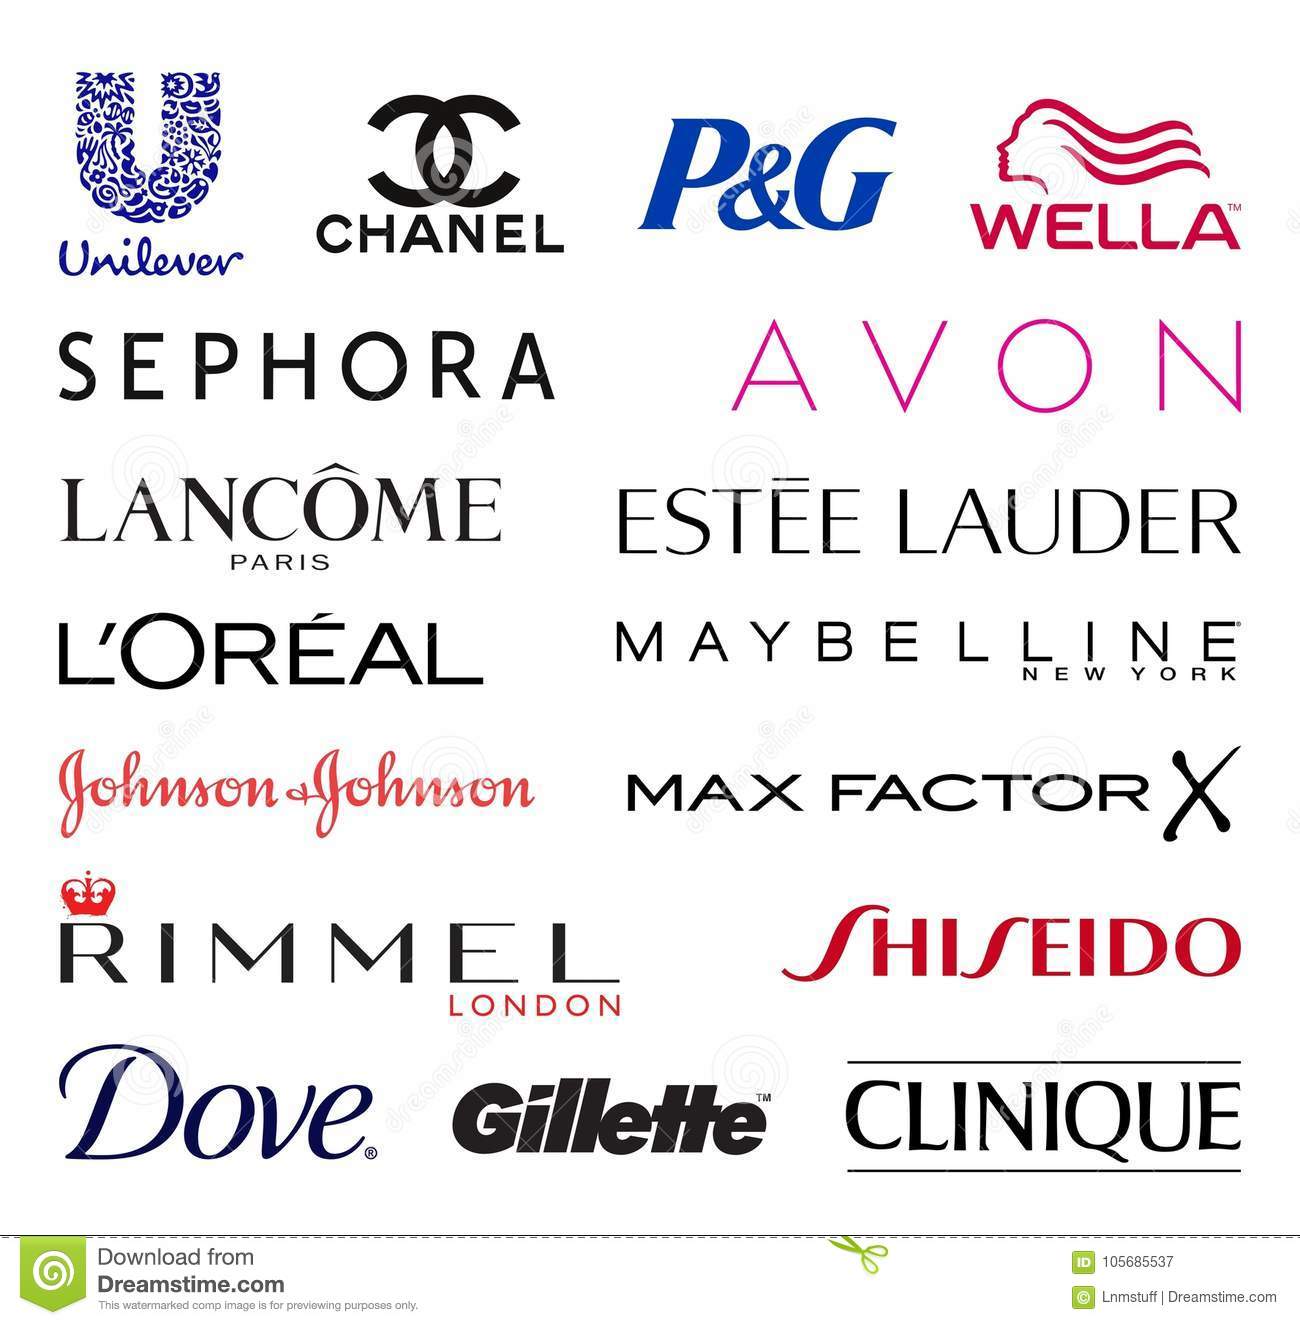 Unilever
CHANEL
P&G
WELLA™
SEPHORA
AVON
LANCÔME
PARIS
ESTĒE LAUDER
L'ORÉAL
MAYBELLINE®
NEW YORK
Johnson & Johnson
MAX FACTOR X
RIMMEL
LONDON
SHISEIDO
Dove®
Gillette™
CLINIQUE
Download from
Dreamstime.com
This watermarked comp image is for previewing purposes only.
ID 105685537
© Lnmstuff | Dreamstime.com